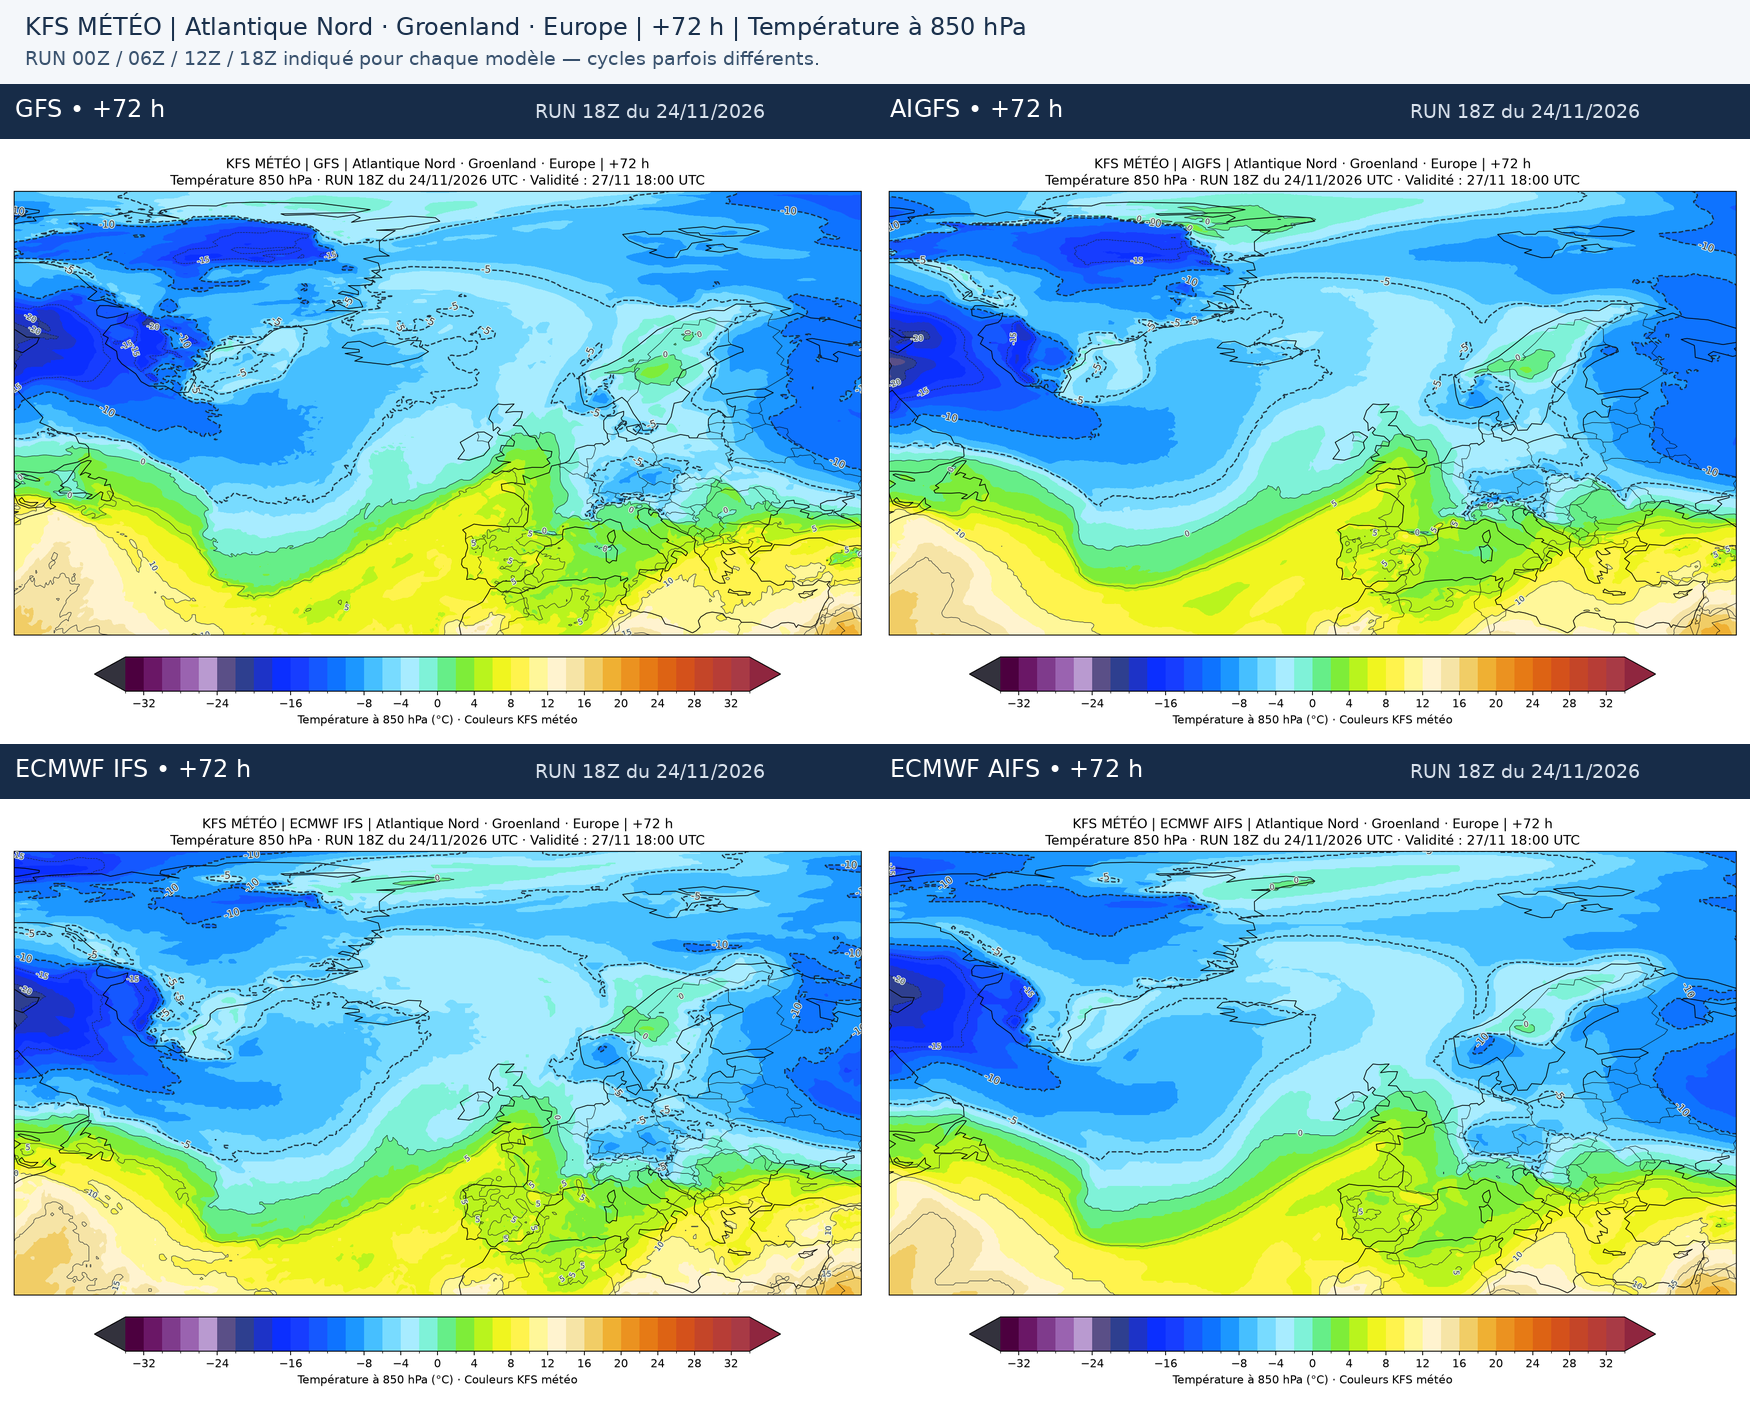 KFS MÉTÉO | Atlantique Nord · Groenland · Europe | +72 h | Température à 850 hPa
RUN 00Z / 06Z / 12Z / 18Z indiqué pour chaque modèle — cycles parfois différents.
GFS • +72 h
RUN 18Z du 24/11/2026
AIGFS • +72 h
RUN 18Z du 24/11/2026
KFS MÉTÉO | GFS | Atlantique Nord · Groenland · Europe | +72 h
Température 850 hPa · RUN 18Z du 24/11/2026 UTC · Validité : 27/11 18:00 UTC
KFS MÉTÉO | AIGFS | Atlantique Nord · Groenland · Europe | +72 h
Température 850 hPa · RUN 18Z du 24/11/2026 UTC · Validité : 27/11 18:00 UTC
−32 −24 −16 −8 −4 0 4 8 12 16 20 24 28 32
Température à 850 hPa (°C) · Couleurs KFS météo
−32 −24 −16 −8 −4 0 4 8 12 16 20 24 28 32
Température à 850 hPa (°C) · Couleurs KFS météo
ECMWF IFS • +72 h
RUN 18Z du 24/11/2026
ECMWF AIFS • +72 h
RUN 18Z du 24/11/2026
KFS MÉTÉO | ECMWF IFS | Atlantique Nord · Groenland · Europe | +72 h
Température 850 hPa · RUN 18Z du 24/11/2026 UTC · Validité : 27/11 18:00 UTC
KFS MÉTÉO | ECMWF AIFS | Atlantique Nord · Groenland · Europe | +72 h
Température 850 hPa · RUN 18Z du 24/11/2026 UTC · Validité : 27/11 18:00 UTC
−32 −24 −16 −8 −4 0 4 8 12 16 20 24 28 32
Température à 850 hPa (°C) · Couleurs KFS météo
−32 −24 −16 −8 −4 0 4 8 12 16 20 24 28 32
Température à 850 hPa (°C) · Couleurs KFS météo